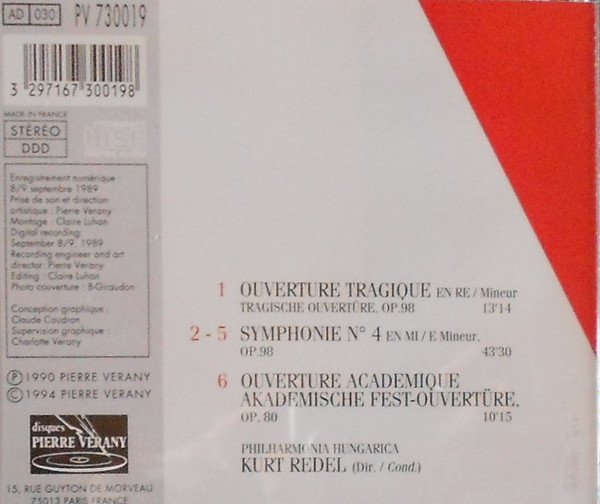 AD 030 PV 730019
3 297167 300198
MADE IN FRANCE
STÉRÉO
DDD
Enregistrement numérique :
8/9 septembre 1989
Prise de son et direction
artistique : Pierre Verany
Montage : Claire Luhan
Digital recording:
September 8/9, 1989
Recording engineer and art
director: Pierre Verany
Editing : Claire Luhan
Photo couverture : B-Giraudon
Conception graphique :
Claude Caudron
Supervision graphique :
Charlotte Verany
Ⓟ 1990 PIERRE VERANY
© 1994 PIERRE VERANY
disques
PIERRE VERANY
15, RUE GUYTON DE MORVEAU
75013 PARIS FRANCE
1 OUVERTURE TRAGIQUE EN RE / Mineur
TRAGISCHE OUVERTÜRE, OP.98 13'14
2 - 5 SYMPHONIE N° 4 EN MI / E Mineur,
OP.98 43'30
6 OUVERTURE ACADEMIQUE
AKADEMISCHE FEST-OUVERTÜRE,
OP. 80 10'15
PHILHARMONIA HUNGARICA
KURT REDEL (Dir. / Cond.)